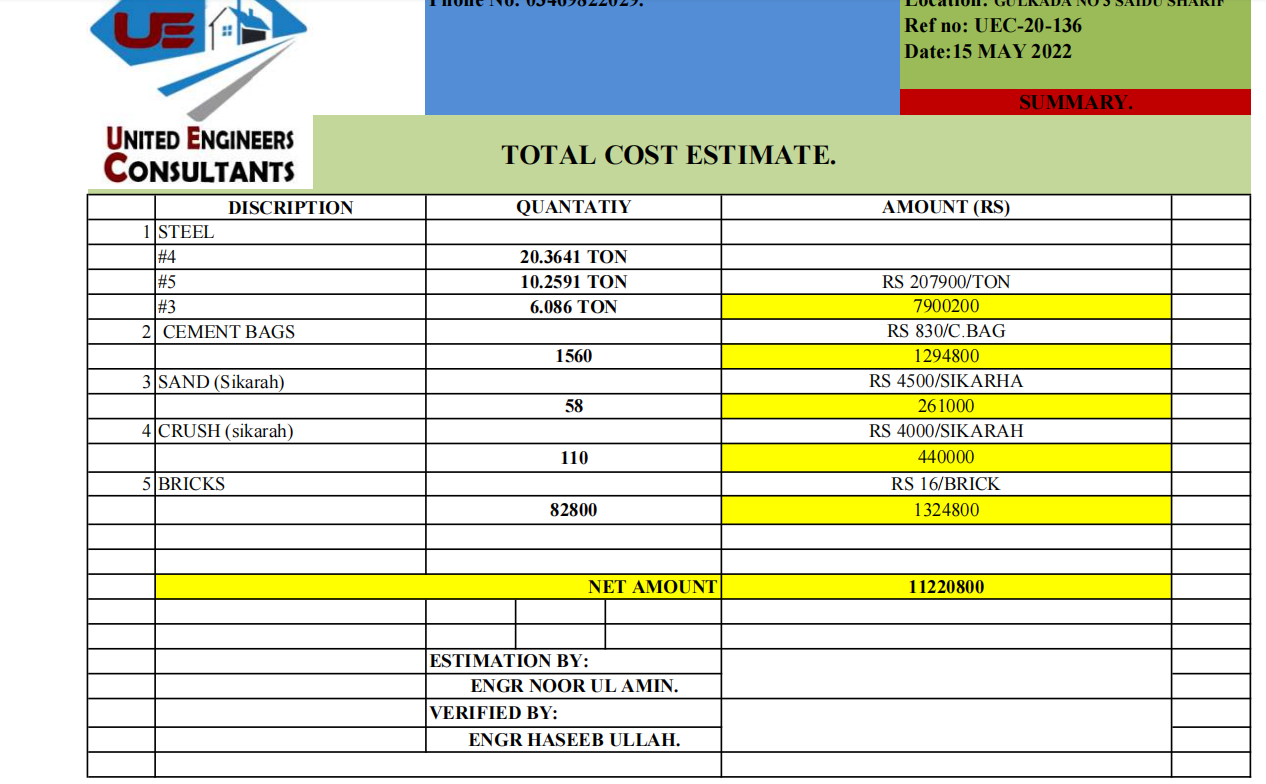 Phone No: 03469822029.
Location: GULKADA NO 3 SAIDU SHARIF
Ref no: UEC-20-136
Date:15 MAY 2022
SUMMARY.
UE
UNITED ENGINEERS
CONSULTANTS
TOTAL COST ESTIMATE.
DISCRIPTION QUANTATIY AMOUNT (RS)
1 STEEL
#4 20.3641 TON
#5 10.2591 TON RS 207900/TON
#3 6.086 TON 7900200
2 CEMENT BAGS RS 830/C.BAG
1560 1294800
3 SAND (Sikarah) RS 4500/SIKARHA
58 261000
4 CRUSH (sikarah) RS 4000/SIKARAH
110 440000
5 BRICKS RS 16/BRICK
82800 1324800
NET AMOUNT 11220800
ESTIMATION BY:
ENGR NOOR UL AMIN.
VERIFIED BY:
ENGR HASEEB ULLAH.